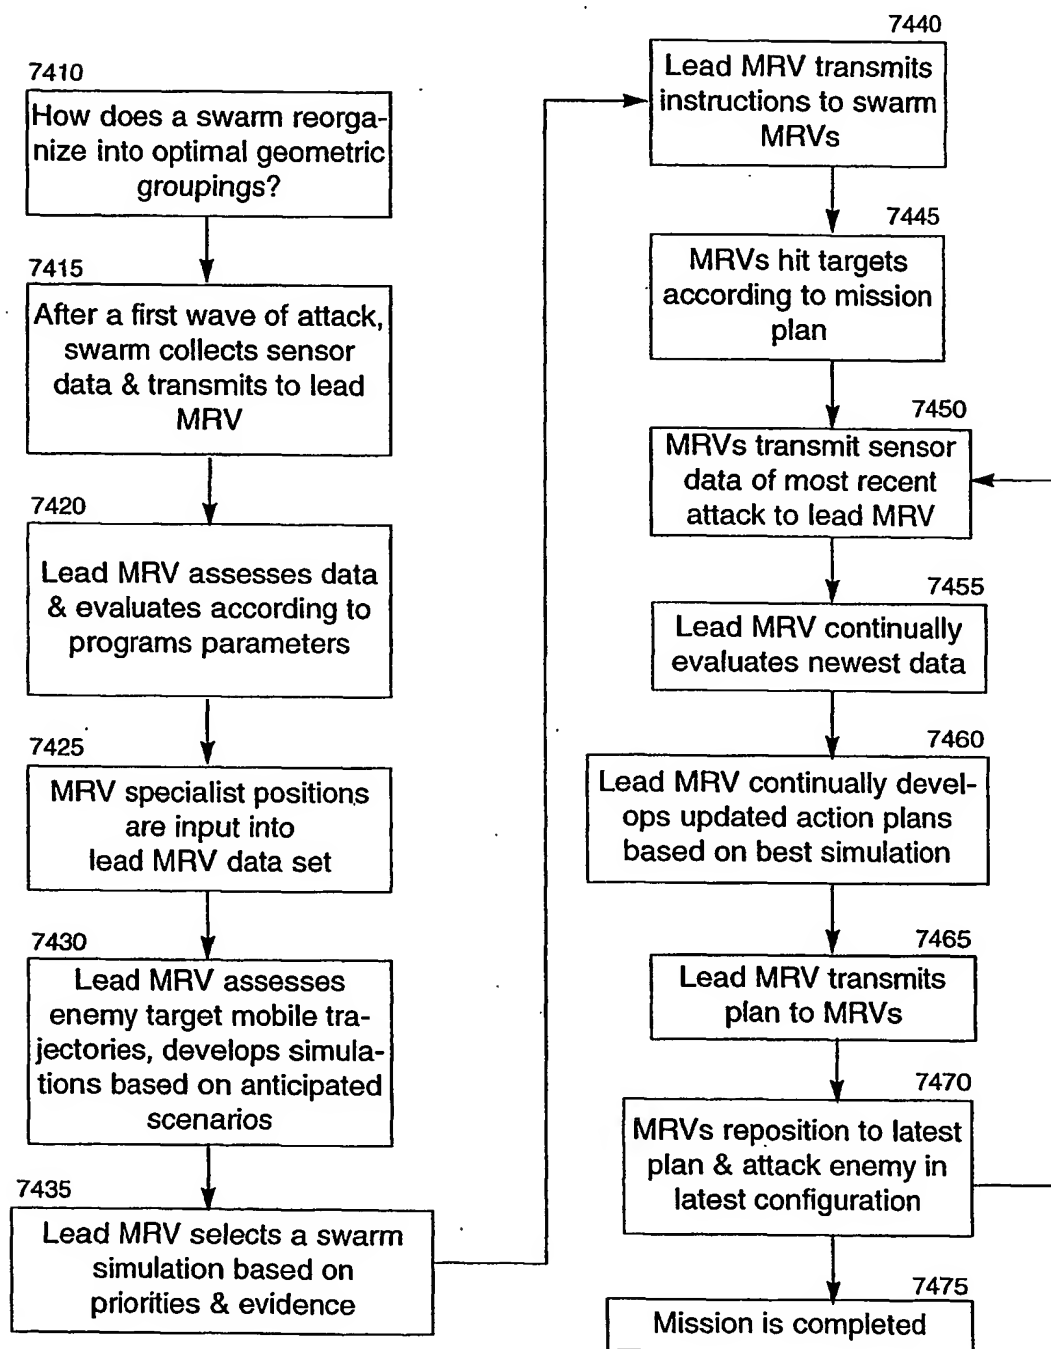 7410
How does a swarm reorga-
nize into optimal geometric
groupings?
7415
After a first wave of attack,
swarm collects sensor
data & transmits to lead
MRV
7420
Lead MRV assesses data
& evaluates according to
programs parameters
7425
MRV specialist positions
are input into
lead MRV data set
7430
Lead MRV assesses
enemy target mobile tra-
jectories, develops simula-
tions based on anticipated
scenarios
7435
Lead MRV selects a swarm
simulation based on
priorities & evidence
7440
Lead MRV transmits
instructions to swarm
MRVs
7445
MRVs hit targets
according to mission
plan
7450
MRVs transmit sensor
data of most recent
attack to lead MRV
7455
Lead MRV continually
evaluates newest data
7460
Lead MRV continually devel-
ops updated action plans
based on best simulation
7465
Lead MRV transmits
plan to MRVs
7470
MRVs reposition to latest
plan & attack enemy in
latest configuration
7475
Mission is completed